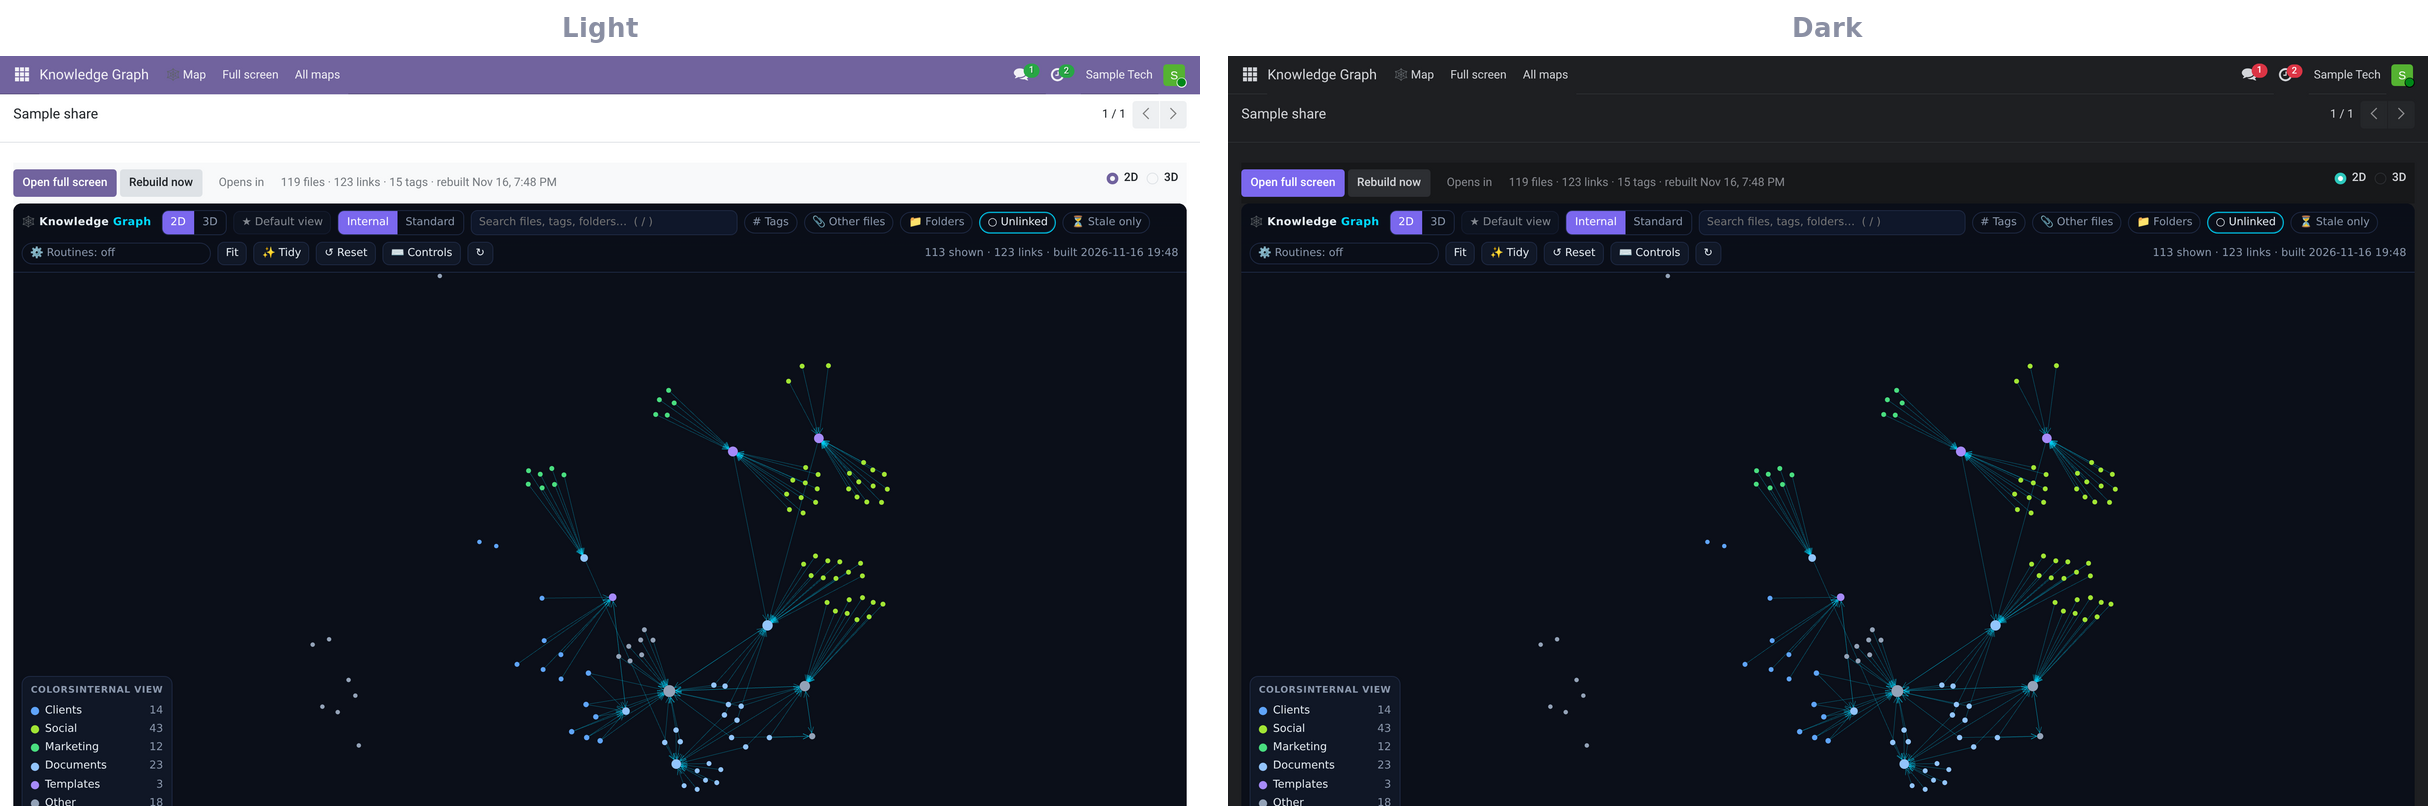 Light
Knowledge Graph Map Full screen All maps 1 2 Sample Tech S
Sample share 1 / 1
Open full screen Rebuild now Opens in 119 files · 123 links · 15 tags · rebuilt Nov 16, 7:48 PM 2D 3D
Knowledge Graph 2D 3D ★ Default view Internal Standard Search files, tags, folders... ( / ) # Tags Other files Folders Unlinked Stale only
Routines: off Fit Tidy ↺ Reset Controls ↻ 113 shown · 123 links · built 2026-11-16 19:48
COLORSINTERNAL VIEW
Clients 14
Social 43
Marketing 12
Documents 23
Templates 3
Other 18
Dark
Knowledge Graph Map Full screen All maps 1 2 Sample Tech S
Sample share 1 / 1
Open full screen Rebuild now Opens in 119 files · 123 links · 15 tags · rebuilt Nov 16, 7:48 PM 2D 3D
Knowledge Graph 2D 3D ★ Default view Internal Standard Search files, tags, folders... ( / ) # Tags Other files Folders Unlinked Stale only
Routines: off Fit Tidy ↺ Reset Controls ↻ 113 shown · 123 links · built 2026-11-16 19:48
COLORSINTERNAL VIEW
Clients 14
Social 43
Marketing 12
Documents 23
Templates 3
Other 18